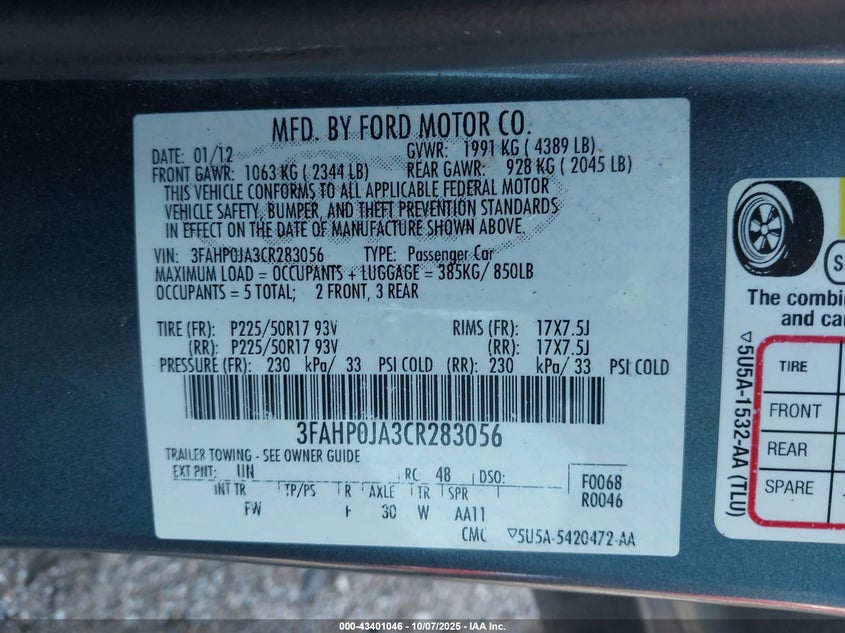 MFD. BY FORD MOTOR CO.
DATE: 01/12 GVWR: 1991 KG ( 4389 LB)
FRONT GAWR: 1063 KG ( 2344 LB) REAR GAWR: 928 KG ( 2045 LB)
THIS VEHICLE CONFORMS TO ALL APPLICABLE FEDERAL MOTOR
VEHICLE SAFETY, BUMPER, AND THEFT PREVENTION STANDARDS
IN EFFECT ON THE DATE OF MANUFACTURE SHOWN ABOVE.
VIN: 3FAHP0JA3CR283056 TYPE: Passenger Car
MAXIMUM LOAD = OCCUPANTS + LUGGAGE = 385KG/ 850LB
OCCUPANTS = 5 TOTAL; 2 FRONT, 3 REAR
TIRE (FR): P225/50R17 93V RIMS (FR): 17X7.5J
(RR): P225/50R17 93V (RR): 17X7.5J
PRESSURE (FR): 230 kPa/ 33 PSI COLD (RR): 230 kPa/ 33 PSI COLD
3FAHP0JA3CR283056
TRAILER TOWING - SEE OWNER GUIDE
EXT PNT: UN RC: 48 DSO: F0068
INT TR TP/PS R AXLE TR SPR R0046
FW F 30 W AA11
CMC ▽5U5A-5420472-AA
The combin
and ca
TIRE
FRONT
REAR
SPARE
▽5U5A-1532-AA (TLU)
000-43401046 | 10/07/2025 - IAA Inc.